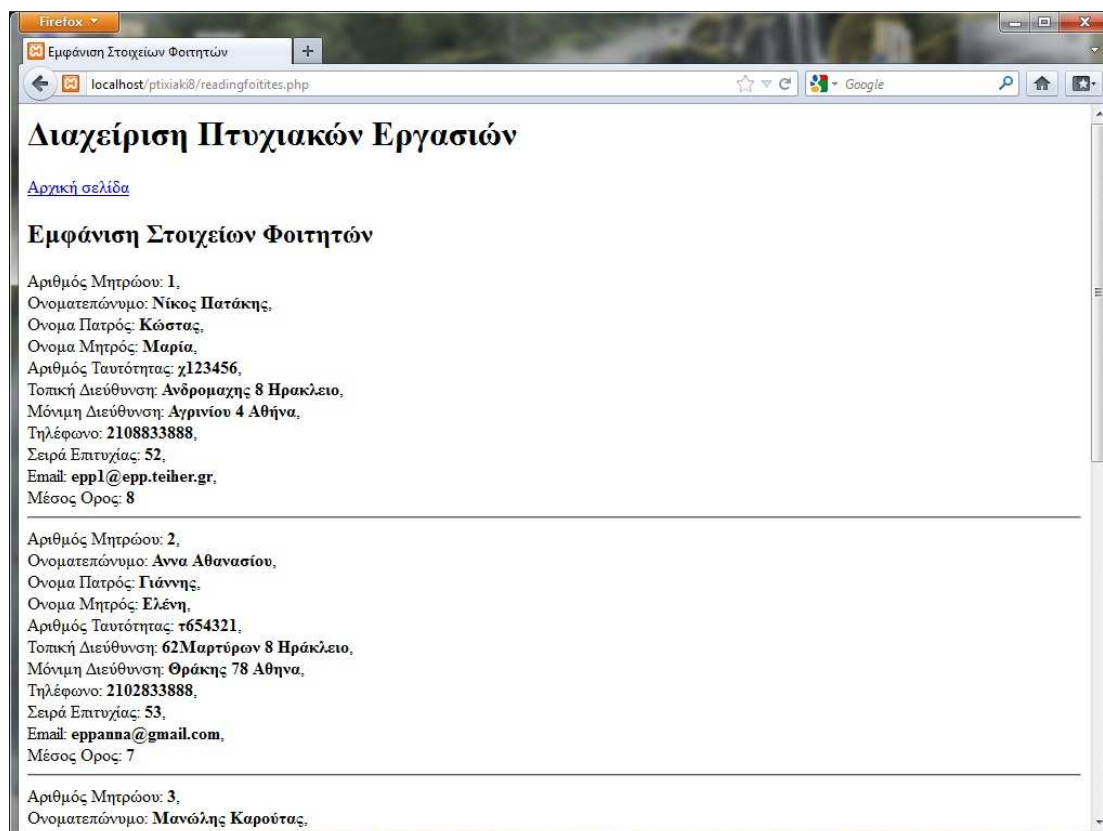 Firefox
Εμφάνιση Στοιχείων Φοιτητών
localhost/ptixiaki8/readingfoitites.php
Google
Διαχείριση Πτυχιακών Εργασιών
Αρχική σελίδα
Εμφάνιση Στοιχείων Φοιτητών
Αριθμός Μητρώου: 1,
Ονοματεπώνυμο: Νίκος Πατάκης,
Ονομα Πατρός: Κώστας,
Ονομα Μητρός: Μαρία,
Αριθμός Ταυτότητας: χ123456,
Τοπική Διεύθυνση: Ανδρομαχης 8 Ηρακλειο,
Μόνιμη Διεύθυνση: Αγρινίου 4 Αθήνα,
Τηλέφωνο: 2108833888,
Σειρά Επιτυχίας: 52,
Email: epp1@epp.teiher.gr,
Μέσος Ορος: 8
Αριθμός Μητρώου: 2,
Ονοματεπώνυμο: Αννα Αθανασίου,
Ονομα Πατρός: Γιάννης,
Ονομα Μητρός: Ελένη,
Αριθμός Ταυτότητας: τ654321,
Τοπική Διεύθυνση: 62Μαρτύρων 8 Ηράκλειο,
Μόνιμη Διεύθυνση: Θράκης 78 Αθηνα,
Τηλέφωνο: 2102833888,
Σειρά Επιτυχίας: 53,
Email: eppanna@gmail.com,
Μέσος Ορος: 7
Αριθμός Μητρώου: 3,
Ονοματεπώνυμο: Μανώλης Καρούτας,